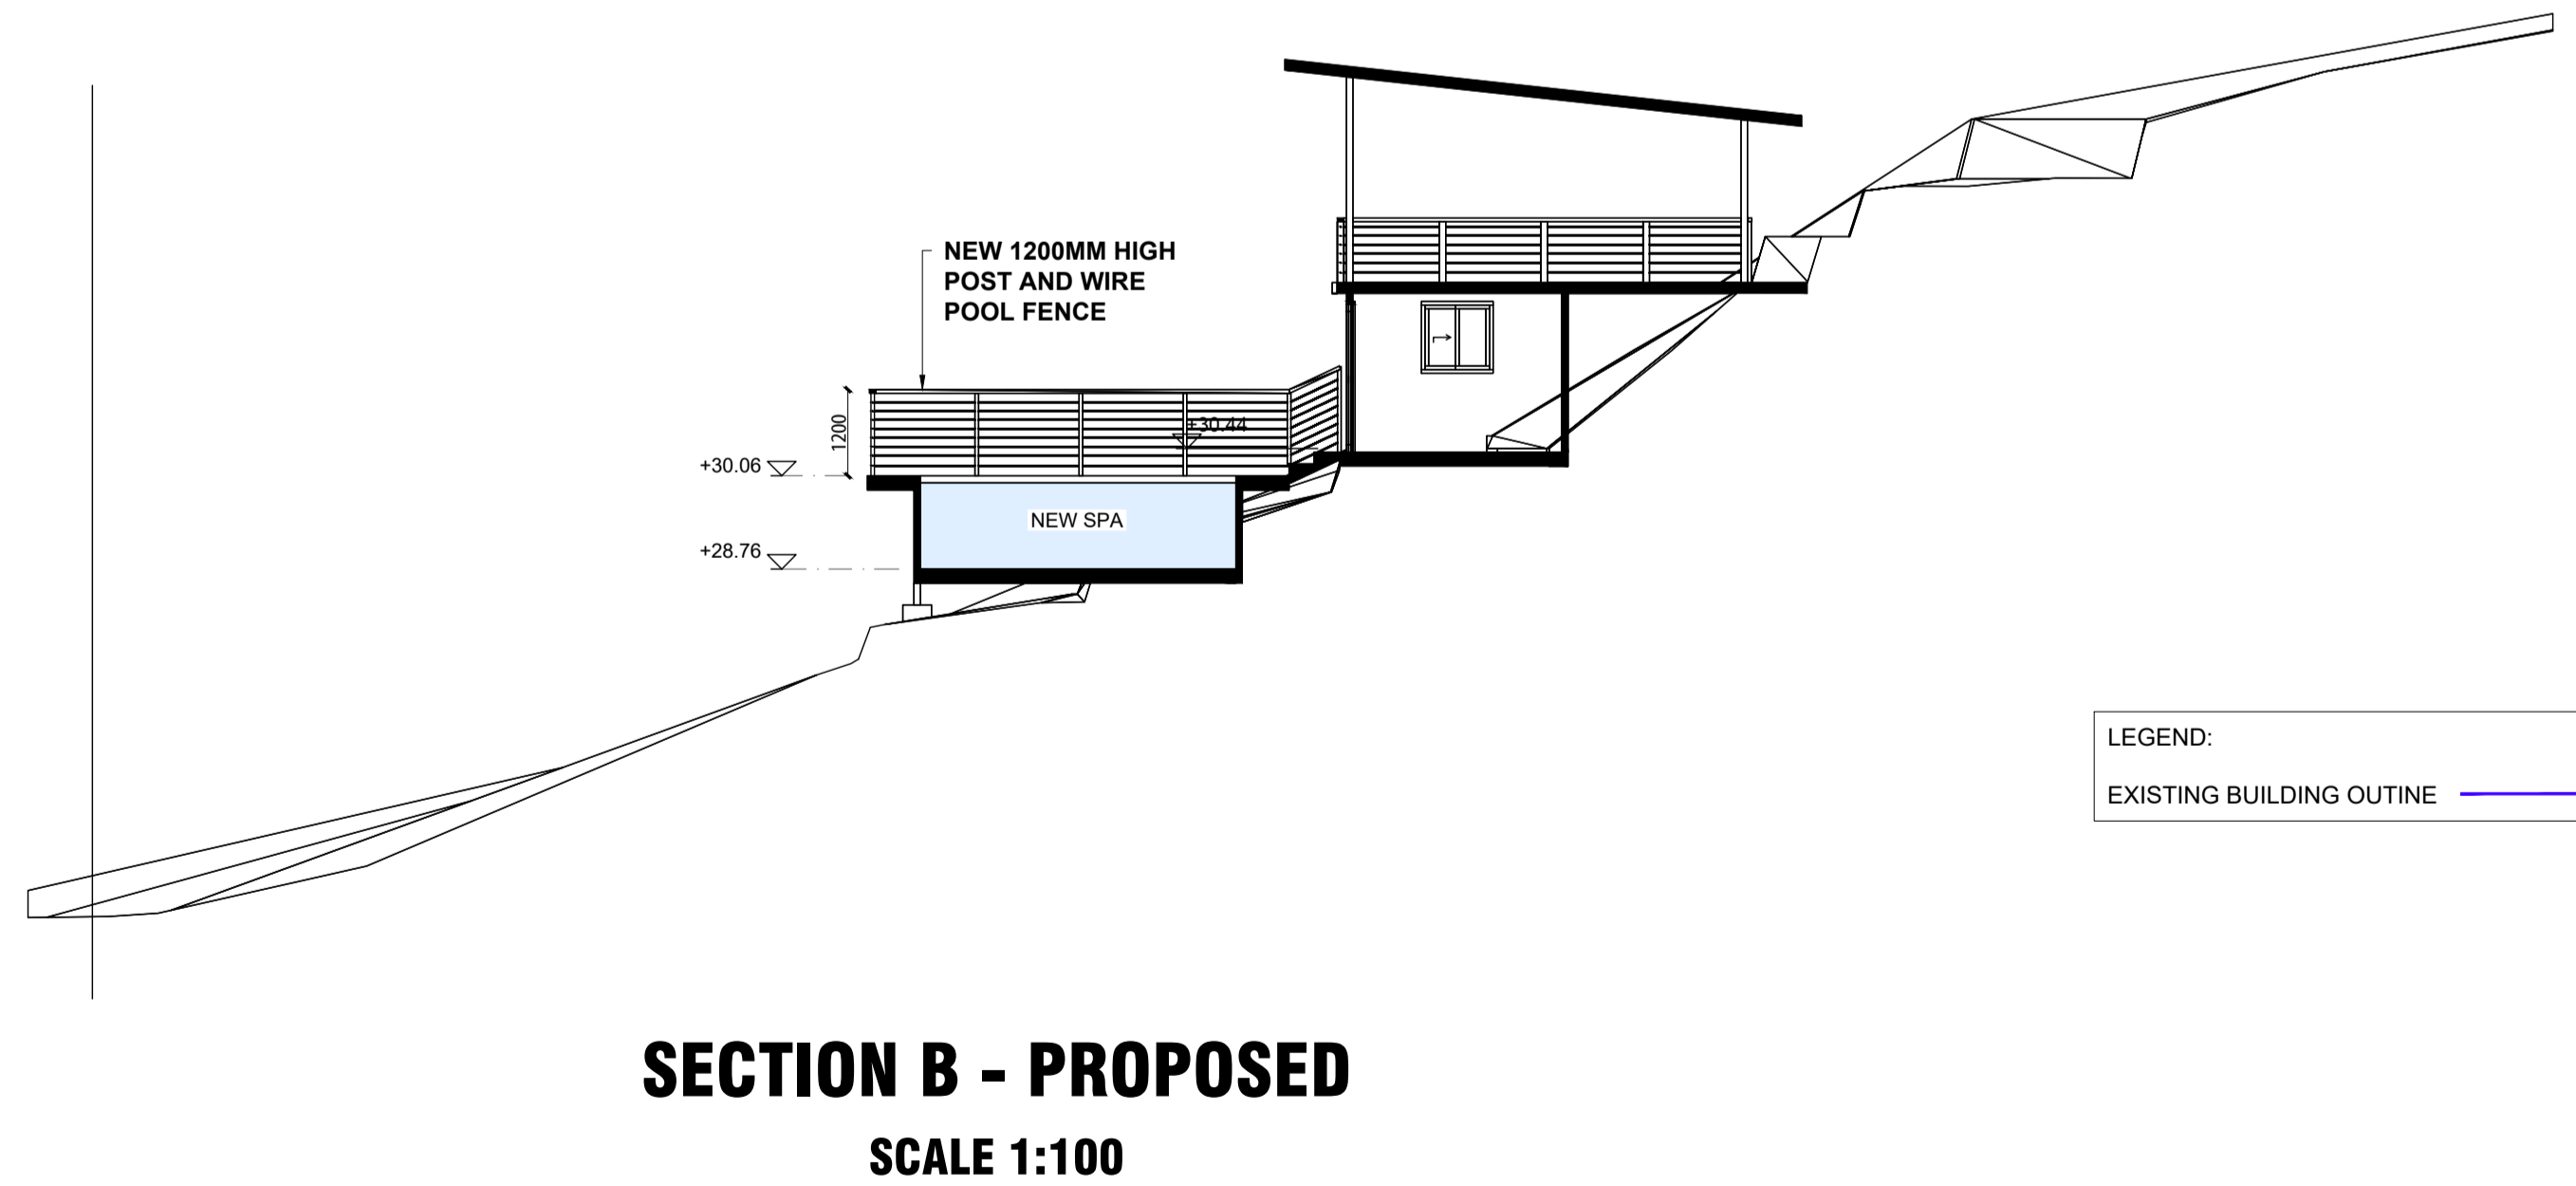 NEW 1200MM HIGH
POST AND WIRE
POOL FENCE
1200
+30.44
+30.06
NEW SPA
+28.76
LEGEND:
EXISTING BUILDING OUTINE
SECTION B - PROPOSED
SCALE 1:100